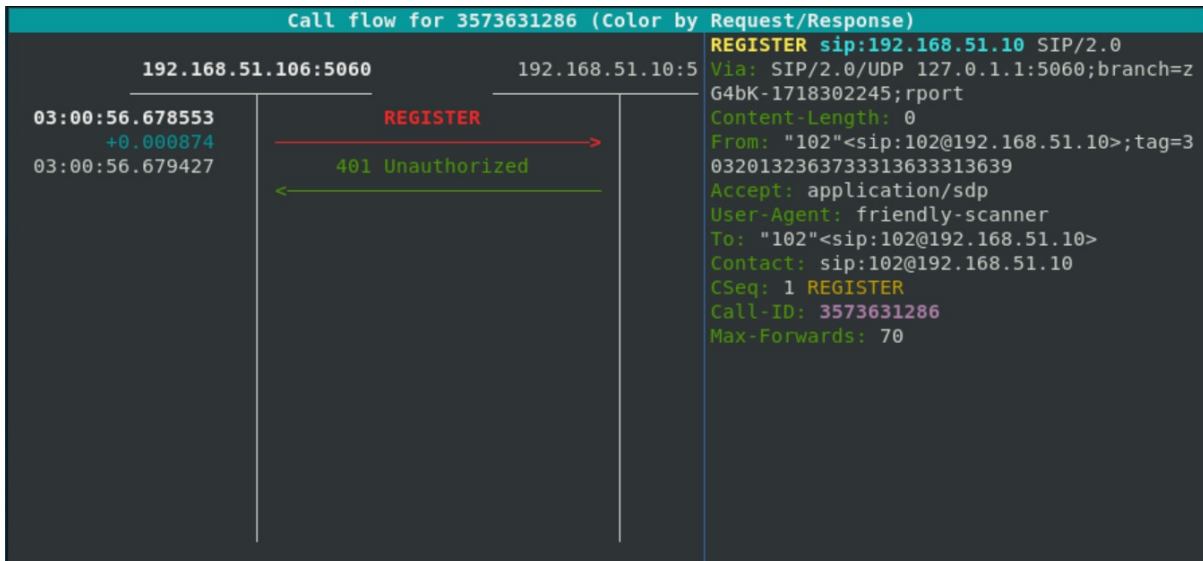 Call flow for 3573631286 (Color by Request/Response)
192.168.51.106:5060 192.168.51.10:5
03:00:56.678553 REGISTER
+0.000874
03:00:56.679427 401 Unauthorized
REGISTER sip:192.168.51.10 SIP/2.0
Via: SIP/2.0/UDP 127.0.1.1:5060;branch=z
G4bK-1718302245;rport
Content-Length: 0
From: "102"<sip:102@192.168.51.10>;tag=3
0320132363733313633313639
Accept: application/sdp
User-Agent: friendly-scanner
To: "102"<sip:102@192.168.51.10>
Contact: sip:102@192.168.51.10
CSeq: 1 REGISTER
Call-ID: 3573631286
Max-Forwards: 70